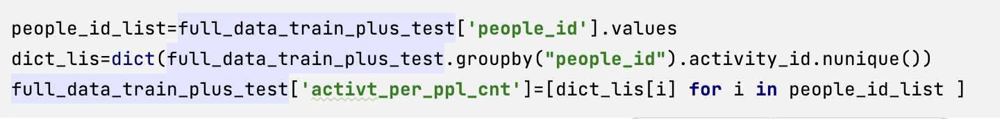 people_id_list=full_data_train_plus_test['people_id'].values
dict_lis=dict(full_data_train_plus_test.groupby("people_id").activity_id.nunique())
full_data_train_plus_test['activt_per_ppl_cnt']=[dict_lis[i] for i in people_id_list ]